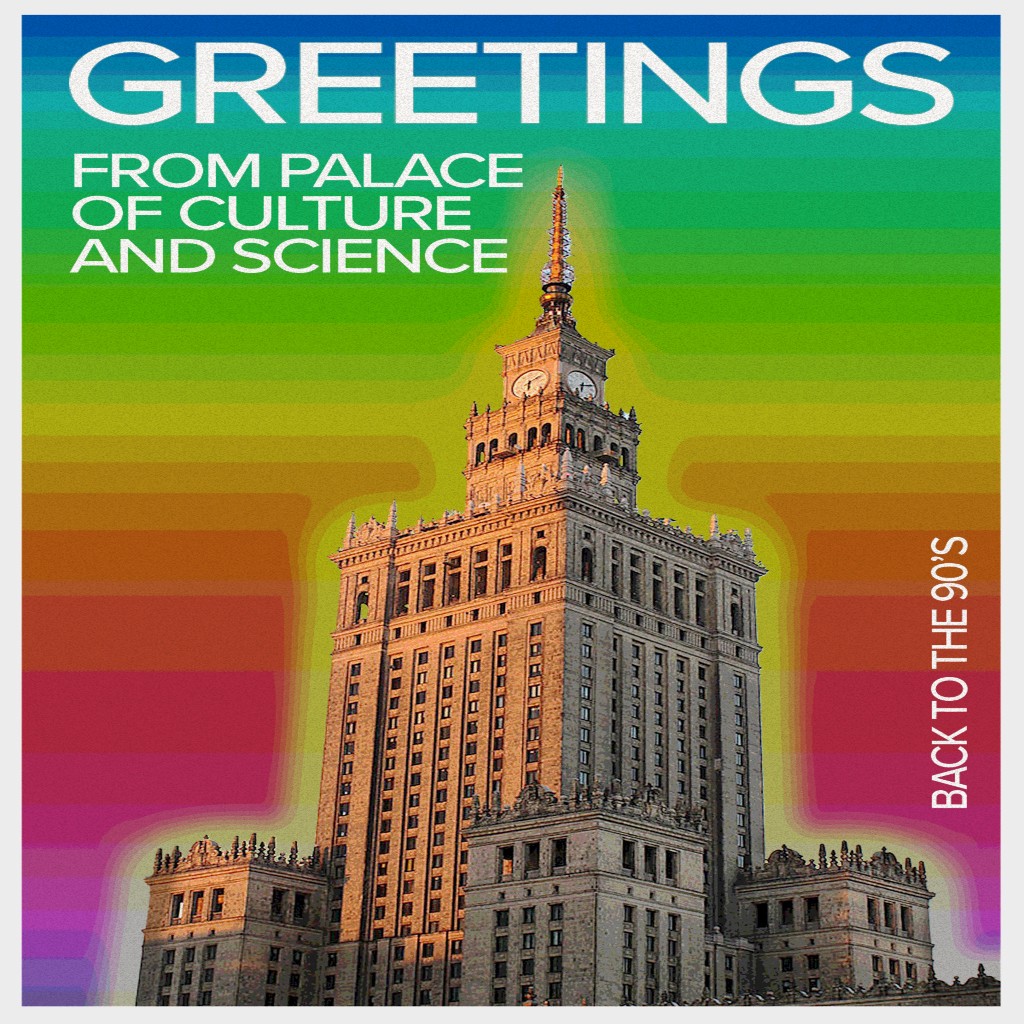 GREETINGS
FROM PALACE
OF CULTURE
AND SCIENCE
BACK TO THE 90'S